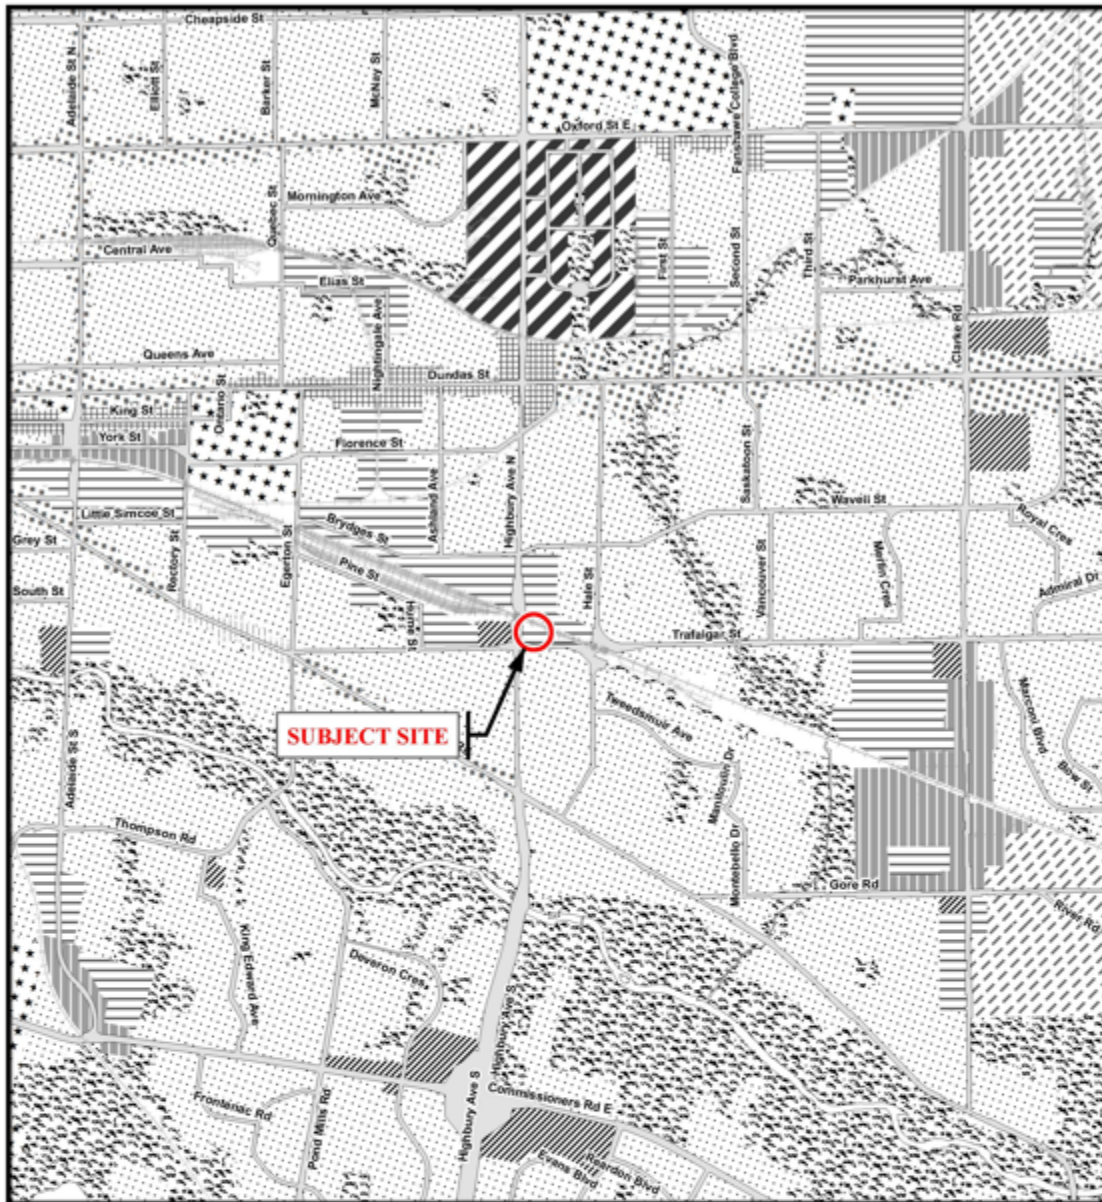 Cheapside St
Adelaide St N
Elliott St
Barker St
McNay St
Fanshawe College Blvd
Oxford St E
Mornington Ave
Quebec St
Central Ave
Elias St
First St
Second St
Third St
Parkhurst Ave
Clarke Rd
Nightingale Ave
Queens Ave
Dundas St
Ontario St
King St
York St
Florence St
Ashland Ave
Highbury Ave N
Saskatoon St
Wavell St
Royal Cres
Little Simcoe St
Brydges St
Grey St
Rectory St
Egerton St
Pine St
Hale St
Vancouver St
Merlin Cres
Admiral Dr
South St
Hume St
Trafalgar St
SUBJECT SITE
Tweedsmuir Ave
Marconi Blvd
Adelaide St S
Manitoulin Dr
Blow St
Thompson Rd
Montebello Dr
Gore Rd
River Rd
King Edward Ave
Deveron Cres
Highbury Ave S
Frontenac Rd
Pond Mills Rd
Highbury Ave S
Commissioners Rd E
Evans Blvd
Reardon Blvd